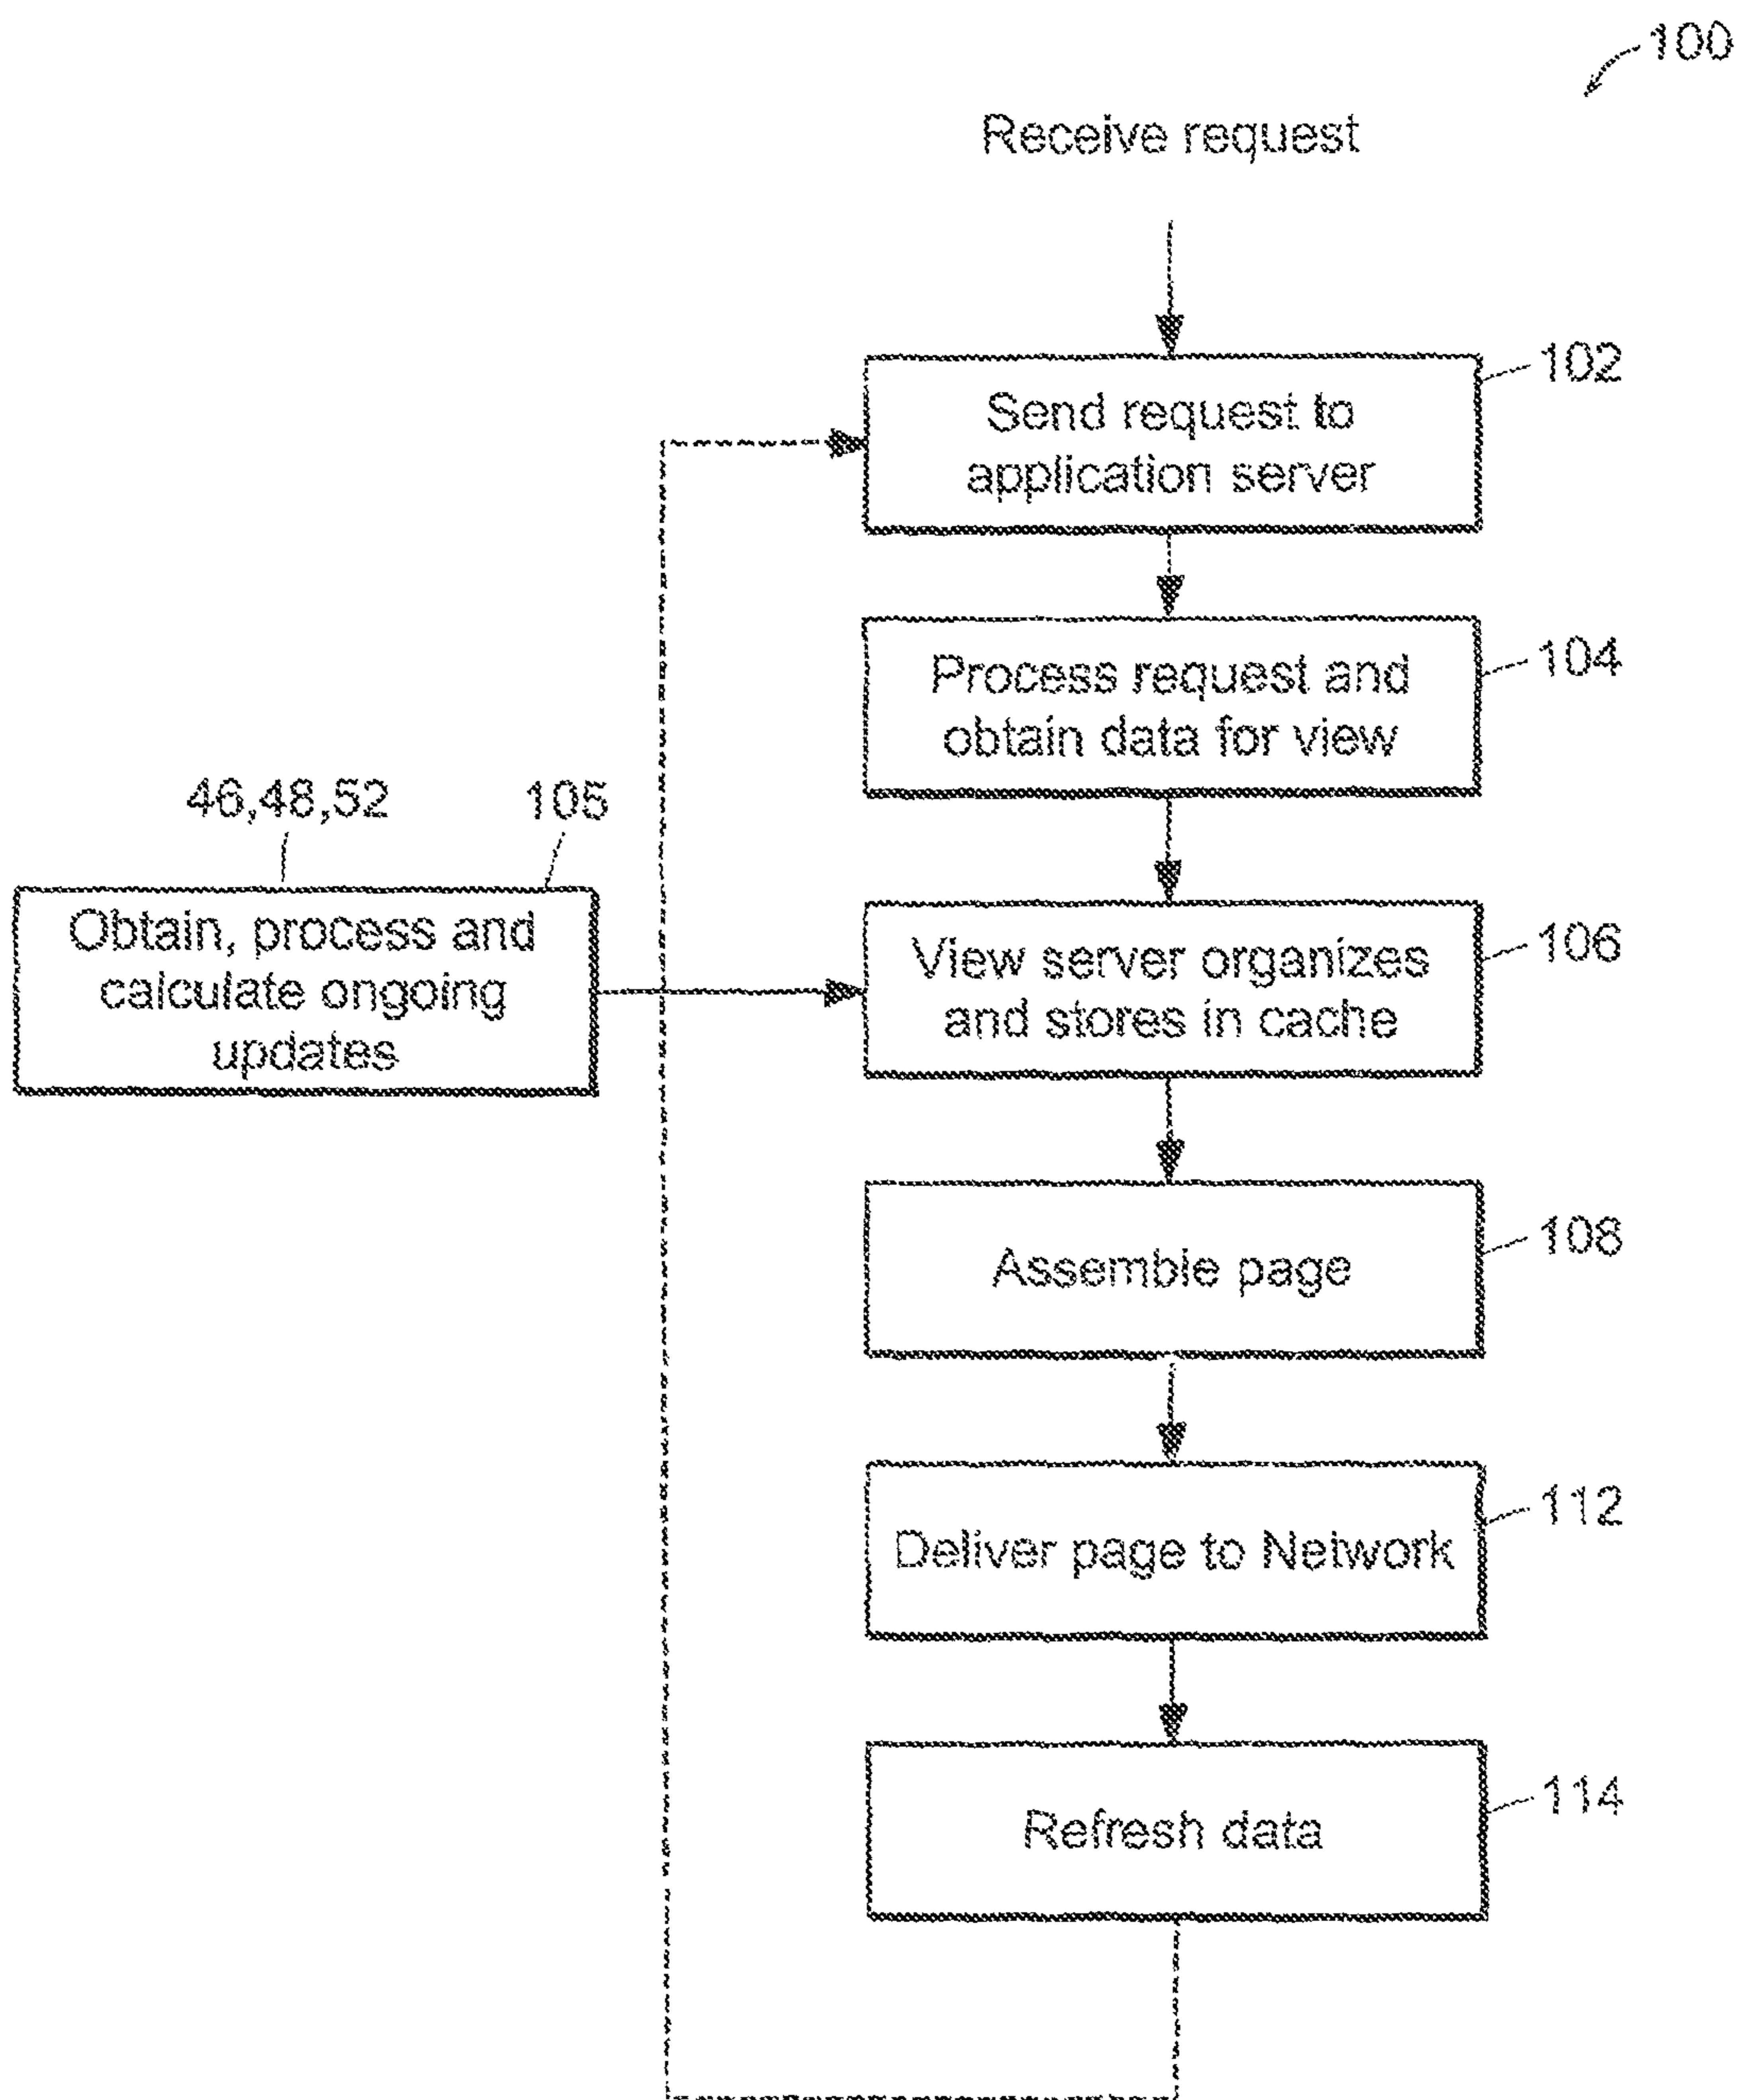 100
Receive request
102
Send request to
application server
104
Process request and
obtain data for view
46,48,52
105
Obtain, process and
calculate ongoing
updates
106
View server organizes
and stores in cache
108
Assemble page
112
Deliver page to Network
114
Refresh data